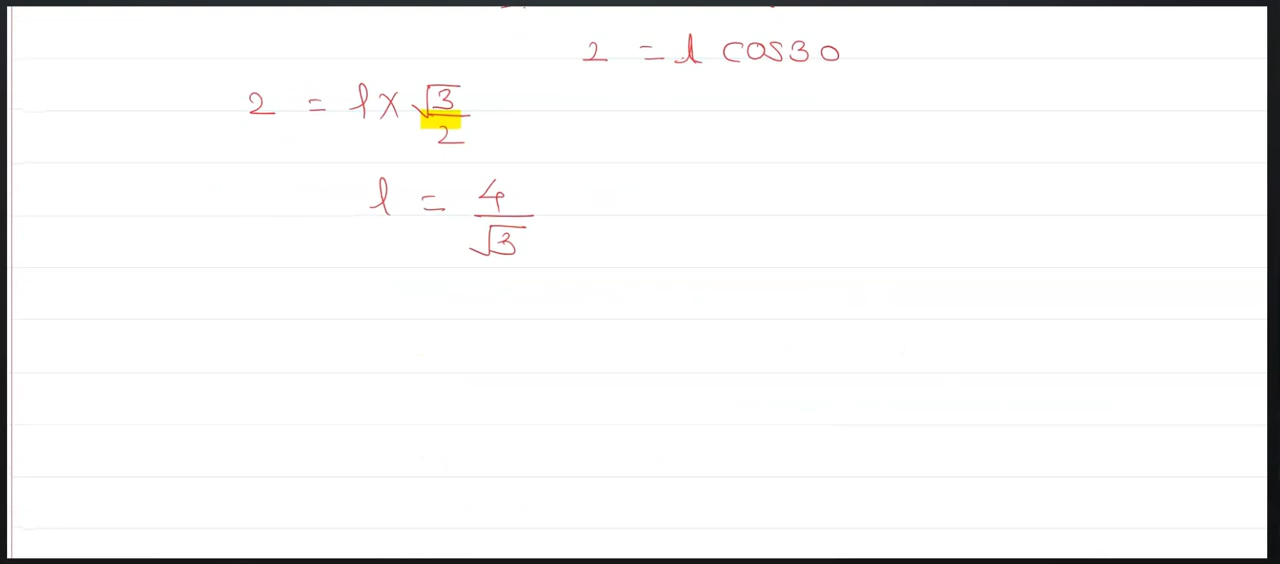 2 = l cos30
2 = l × √3/2
l = 4/√3